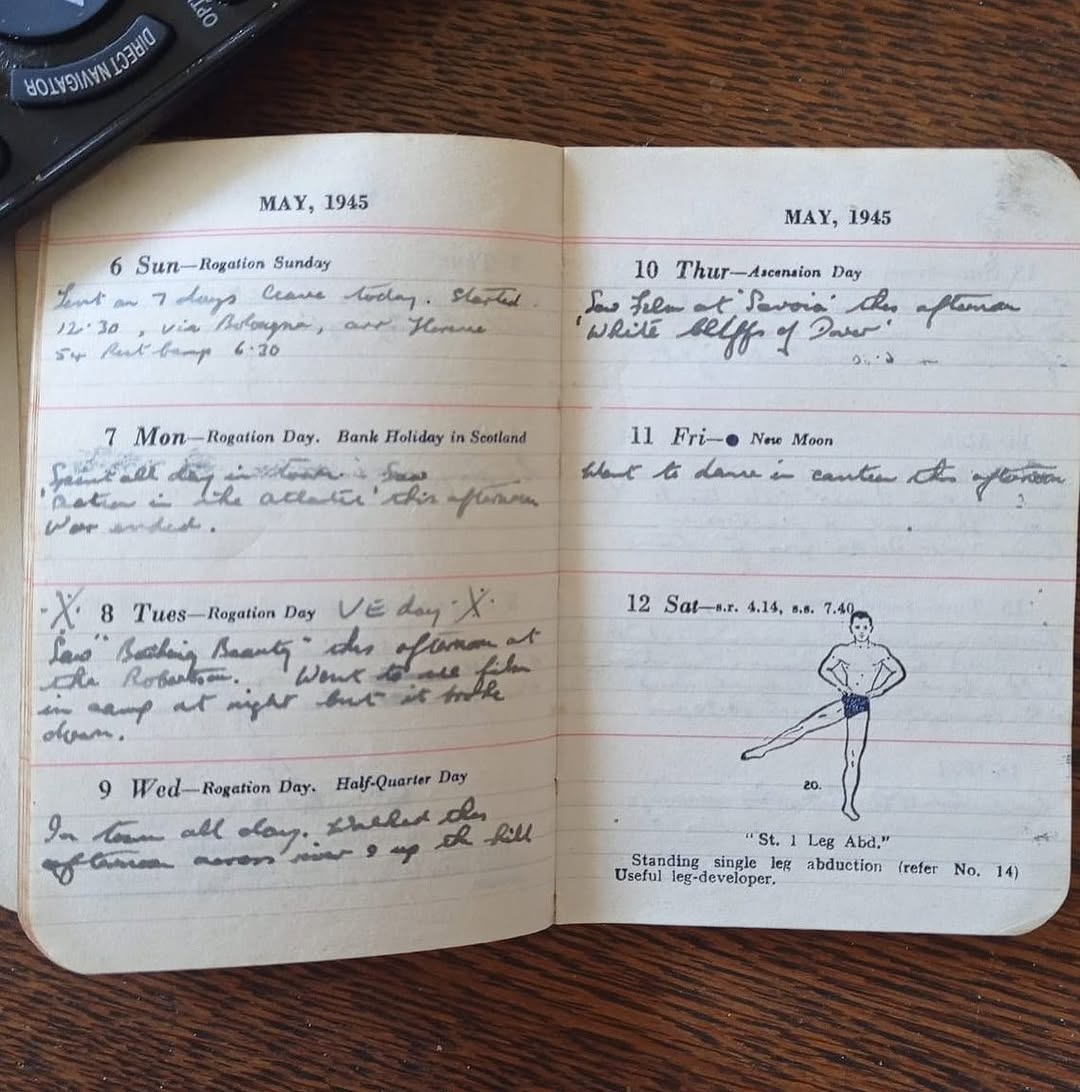 DIRECT NAVIGATOR
OPT
MAY, 1945
6 Sun—Rogation Sunday
on 7 days leave today. Started
12.30, via Bologna, arr Florence
54 Rest Camp 6.30
7 Mon—Rogation Day. Bank Holiday in Scotland
Spent all day in town. Saw
'Action in the Atlantic' this afternoon
War ended.
-X- 8 Tues—Rogation Day VE day -X-
Saw "Bathing Beauty" this afternoon at
the Robertson. Went to see film
in camp at night but it broke
down.
9 Wed—Rogation Day. Half-Quarter Day
In town all day. Walked this
afternoon across river & up the hill
MAY, 1945
10 Thur—Ascension Day
Saw Film at 'Savoia' this afternoon
'White Cliffs of Dover'
11 Fri—● New Moon
Went to dance in canteen this afternoon
12 Sat—s.r. 4.14, s.s. 7.40
20.
"St. 1 Leg Abd."
Standing single leg abduction (refer No. 14)
Useful leg-developer.